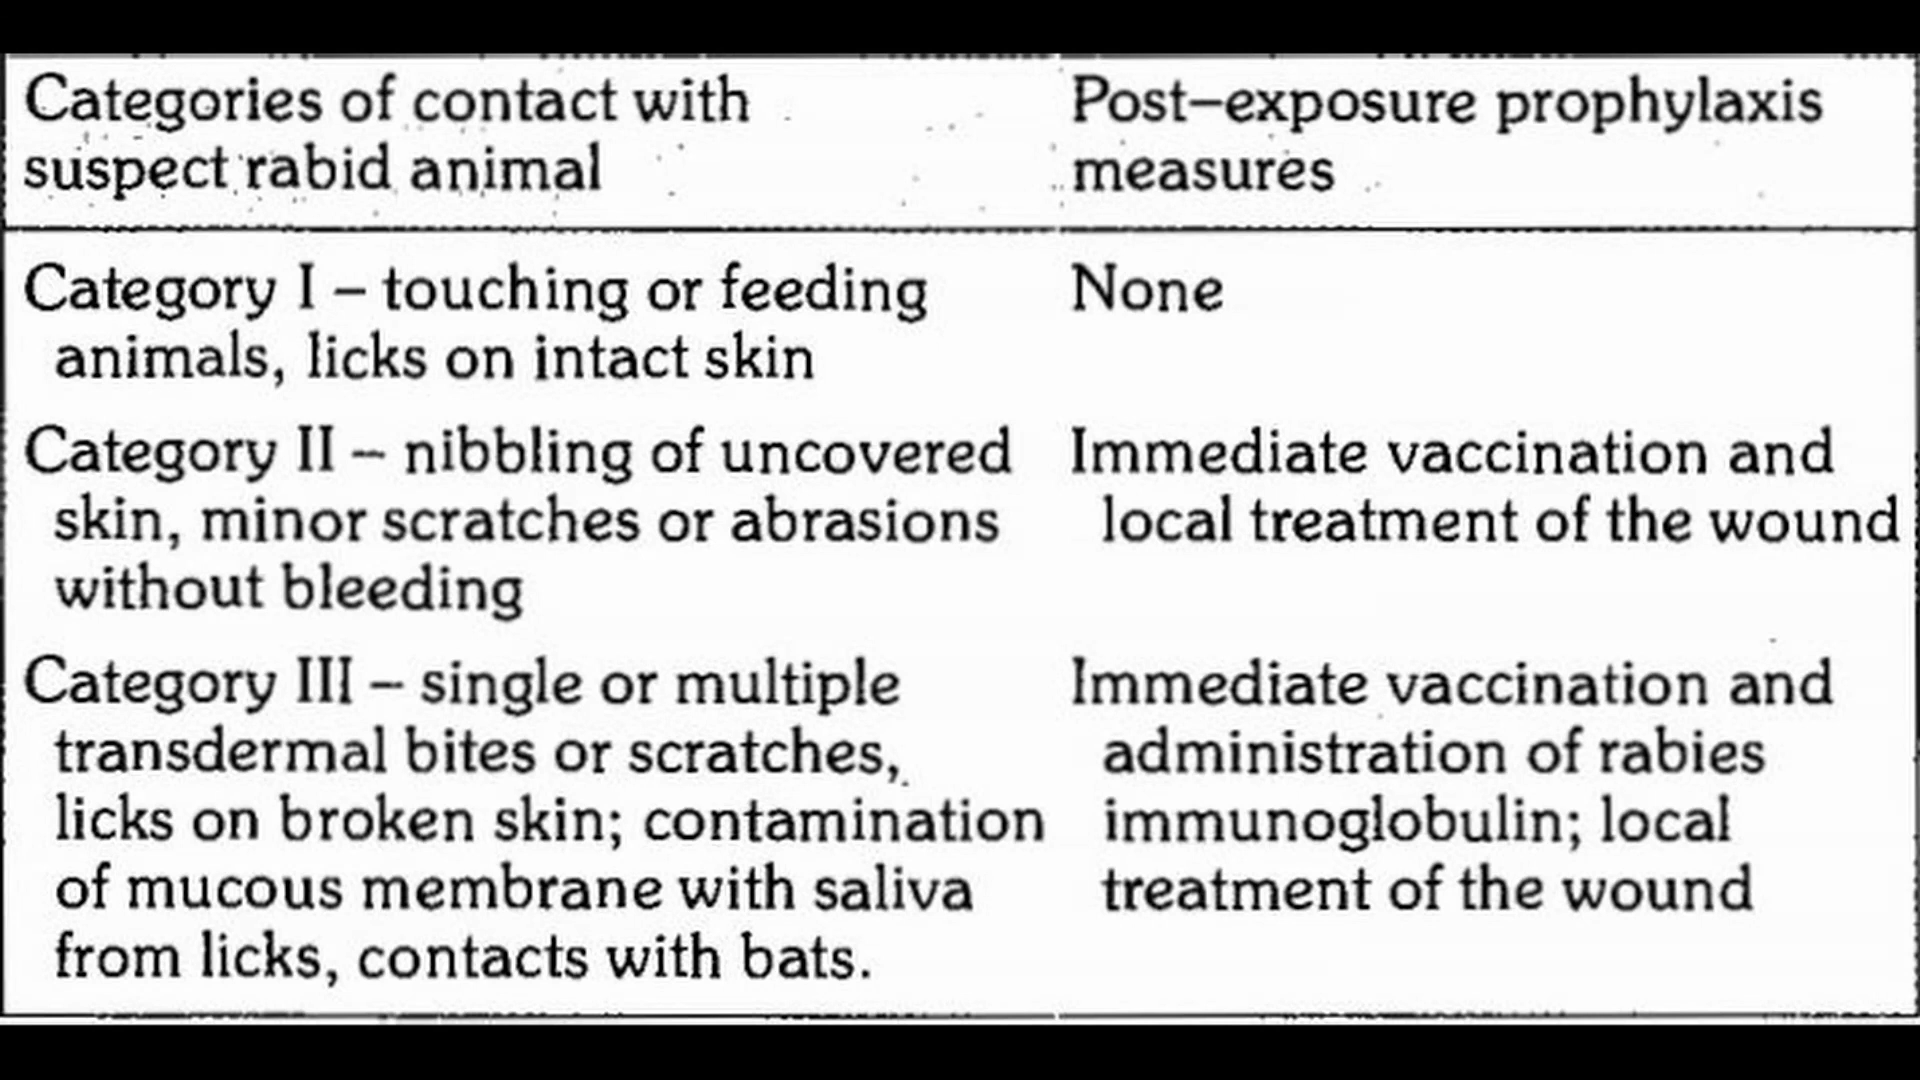 Categories of contact with
suspect rabid animal
Post–exposure prophylaxis
measures
Category I – touching or feeding
animals, licks on intact skin
None
Category II – nibbling of uncovered
skin, minor scratches or abrasions
without bleeding
Immediate vaccination and
local treatment of the wound
Category III – single or multiple
transdermal bites or scratches,
licks on broken skin; contamination
of mucous membrane with saliva
from licks, contacts with bats.
Immediate vaccination and
administration of rabies
immunoglobulin; local
treatment of the wound